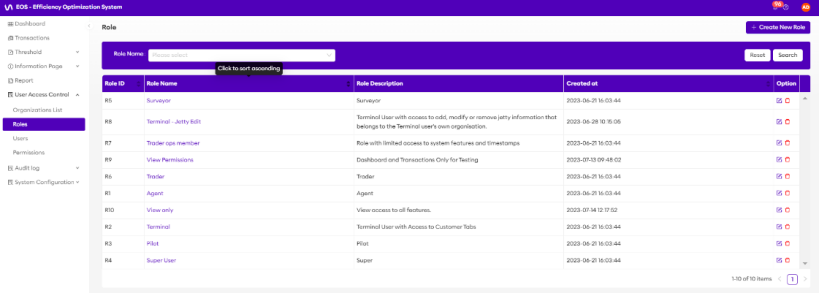 EOS - Efficiency Optimization System
Dashboard
Transactions
Threshold
Information Page
Report
User Access Control
Organizations List
Roles
Users
Permissions
Audit log
System Configuration
Role
+ Create New Role
Role Name
Please select
Reset
Search
Click to sort ascending
Role ID Role Name Role Description Created at Option
R5 Surveyor Surveyor 2023-06-21 16:03:44
R8 Terminal - Jetty Edit Terminal User with access to add, modify or remove jetty information that belongs to the Terminal user's own organisation. 2023-06-28 10:15:05
R7 Trader ops member Role with limited access to system features and timestamps 2023-06-21 16:03:44
R9 View Permissions Dashboard and Transactions Only for Testing 2023-07-13 09:48:02
R6 Trader Trader 2023-06-21 16:03:44
R1 Agent Agent 2023-06-21 16:03:44
R10 View only View access to all features. 2023-07-14 12:17:52
R2 Terminal Terminal User with Access to Customer Tabs 2023-06-21 16:03:44
R3 Pilot Pilot 2023-06-21 16:03:44
R4 Super User Super 2023-06-21 16:03:44
1-10 of 10 items < 1 >